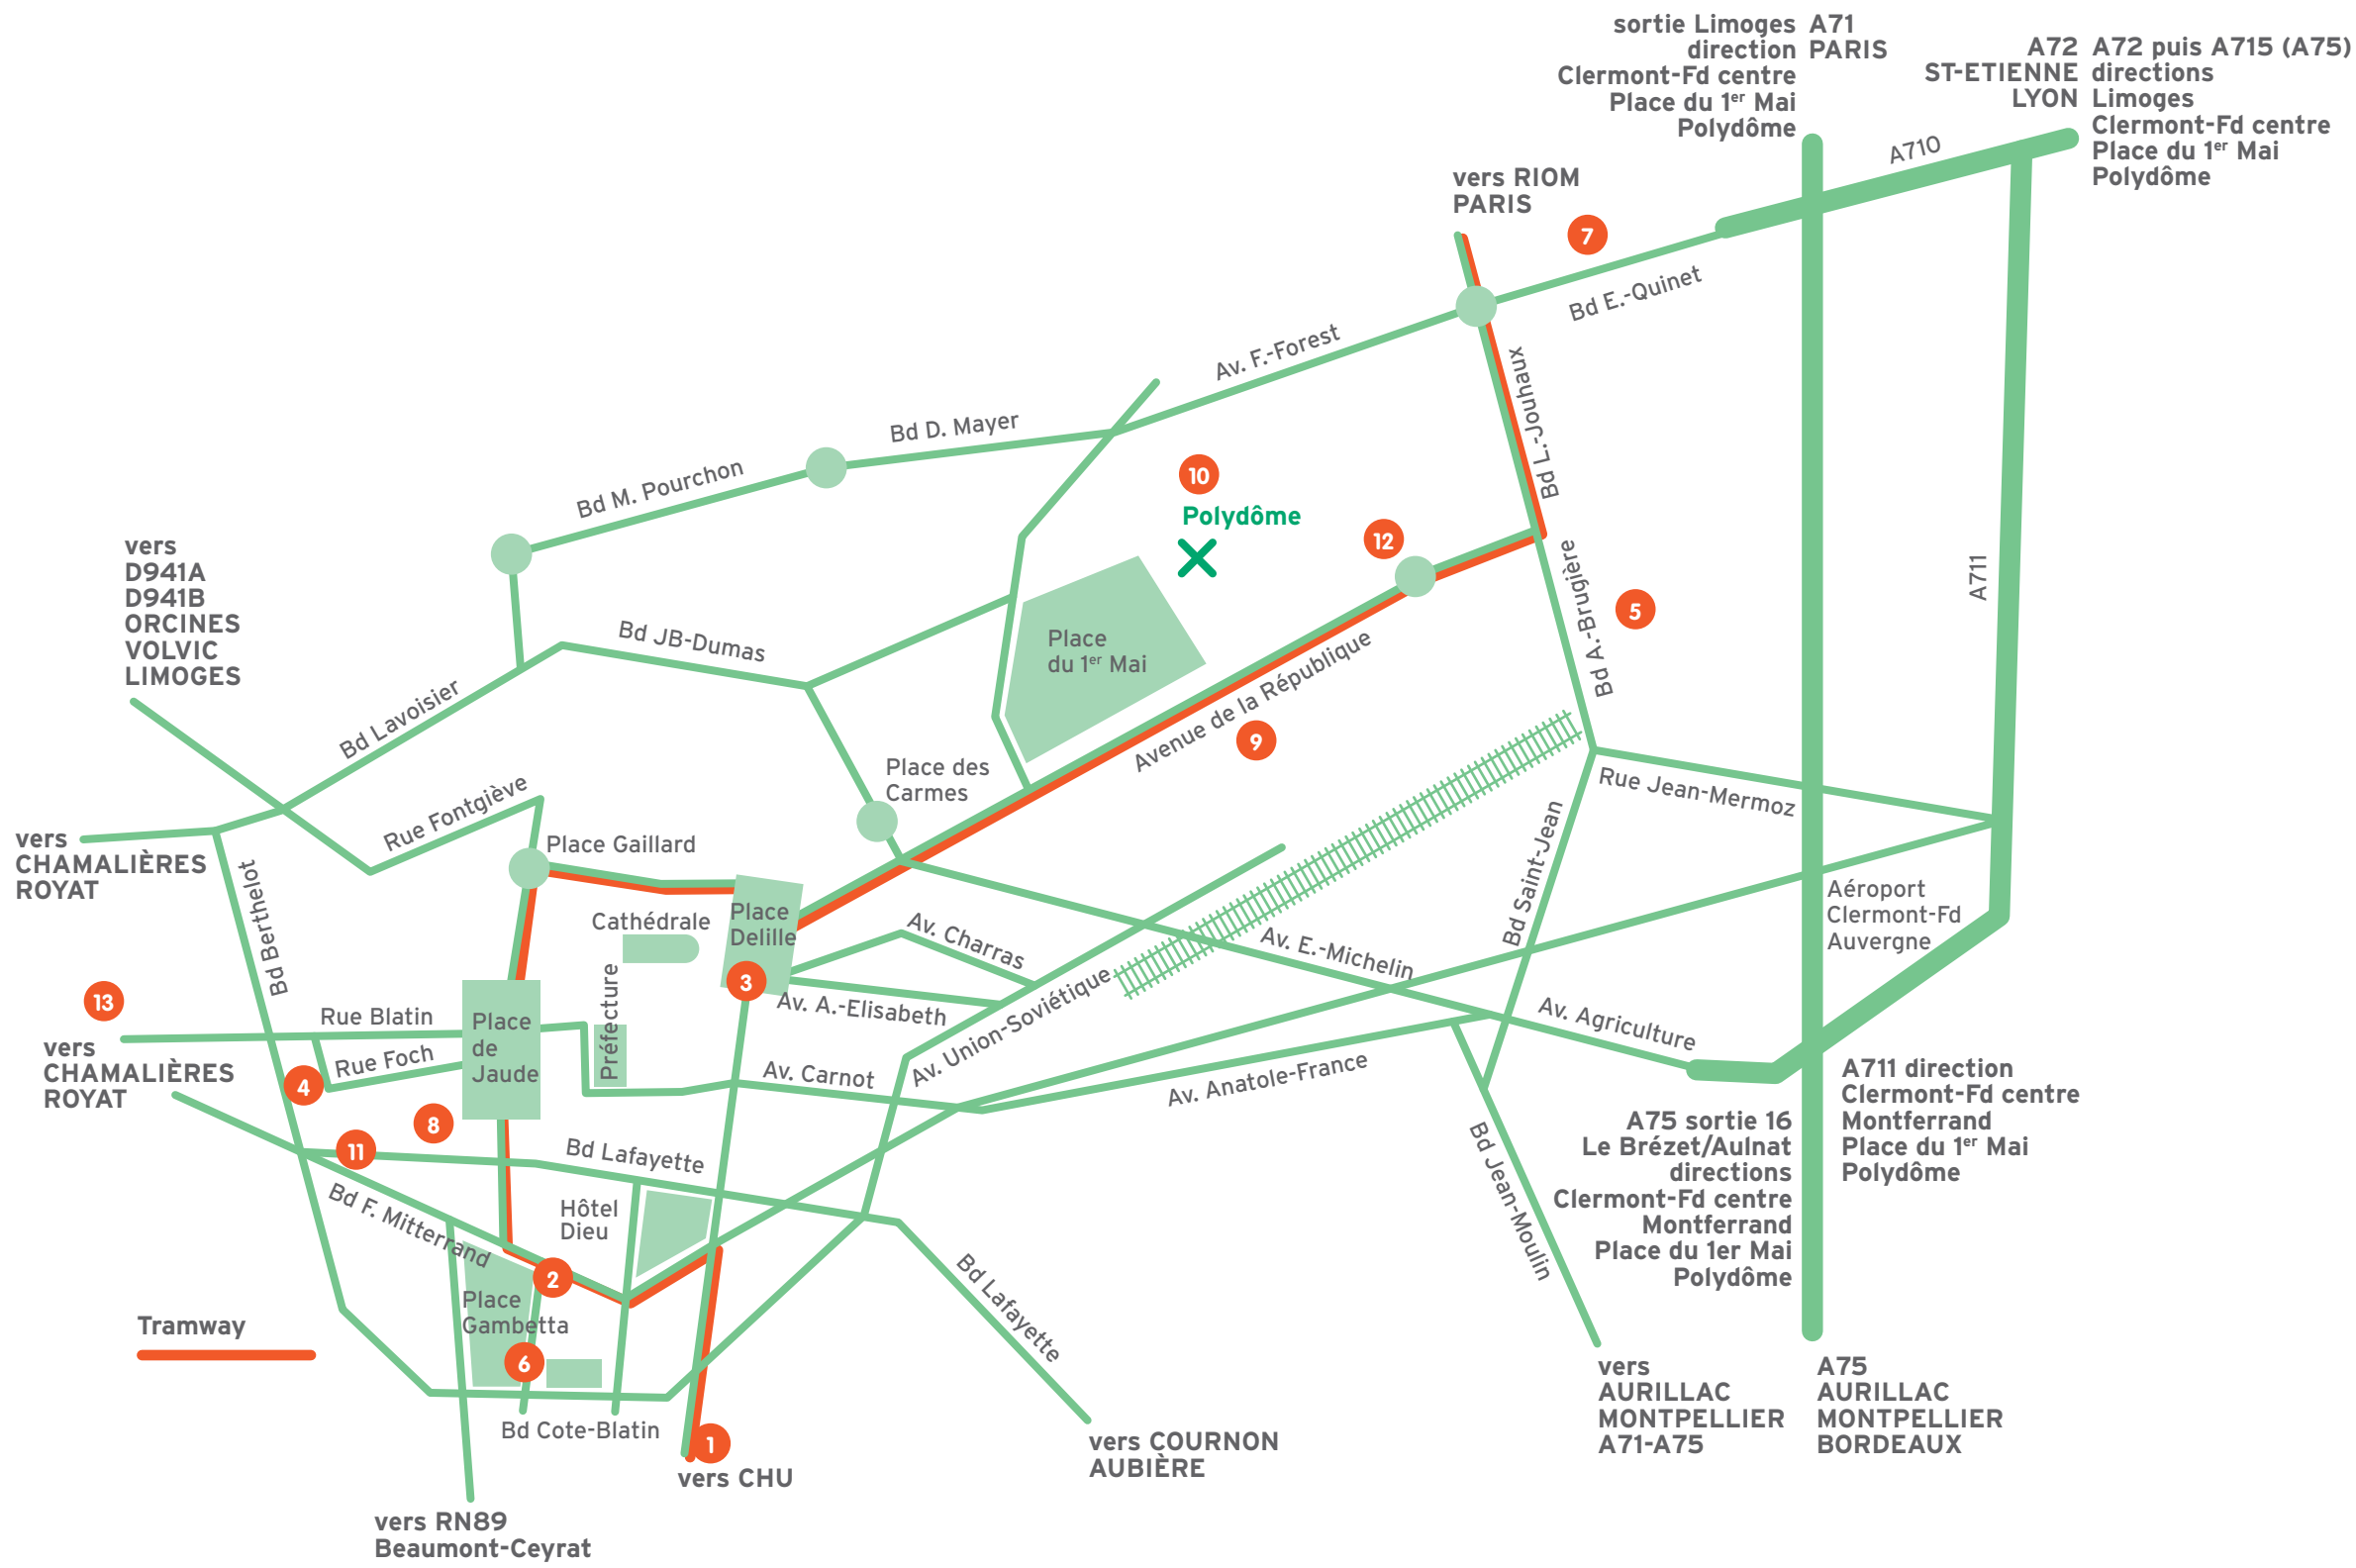 sortie Limoges
direction
Clermont-Fd centre
Place du 1er Mai
Polydôme
A71
PARIS
A72
ST-ETIENNE
LYON
A72 puis A715 (A75)
directions
Limoges
Clermont-Fd centre
Place du 1er Mai
Polydôme
A710
vers RIOM
PARIS
7
Bd E.-Quinet
Av. F.-Forest
Bd L.-Jouhaux
Bd D. Mayer
Bd M. Pourchon
10
Polydôme
12
vers
D941A
D941B
ORCINES
VOLVIC
LIMOGES
Bd A.-Brugière
5
A711
Bd JB-Dumas
Place
du 1er Mai
Avenue de la République
9
Bd Lavoisier
Place des
Carmes
Rue Jean-Mermoz
Rue Fontgiève
Place Gaillard
vers
CHAMALIÈRES
ROYAT
Bd Berthelot
Bd Saint-Jean
Cathédrale
Place
Delille
Av. Charras
Av. E.-Michelin
Aéroport
Clermont-Fd
Auvergne
3
Préfecture
Av. A.-Elisabeth
Av. Union-Soviétique
13
vers
CHAMALIÈRES
ROYAT
Rue Blatin
Rue Foch
Place
de
Jaude
4
8
11
Av. Carnot
Av. Anatole-France
Av. Agriculture
A711 direction
Clermont-Fd centre
Montferrand
Place du 1er Mai
Polydôme
A75 sortie 16
Le Brézet/Aulnat
directions
Clermont-Fd centre
Montferrand
Place du 1er Mai
Polydôme
Bd Jean-Moulin
Bd Lafayette
Bd F. Mitterrand
Hôtel
Dieu
2
Place
Gambetta
6
Bd Lafayette
Tramway
Bd Cote-Blatin
1
vers CHU
vers COURNON
AUBIÈRE
vers
AURILLAC
MONTPELLIER
A71-A75
A75
AURILLAC
MONTPELLIER
BORDEAUX
vers RN89
Beaumont-Ceyrat